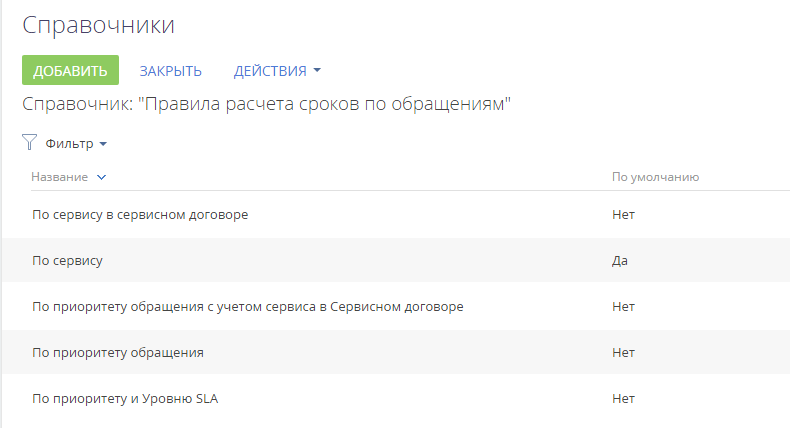 Справочники
ДОБАВИТЬ ЗАКРЫТЬ ДЕЙСТВИЯ
Справочник: "Правила расчета сроков по обращениям"
Фильтр
Название По умолчанию
По сервису в сервисном договоре Нет
По сервису Да
По приоритету обращения с учетом сервиса в Сервисном договоре Нет
По приоритету обращения Нет
По приоритету и Уровню SLA Нет